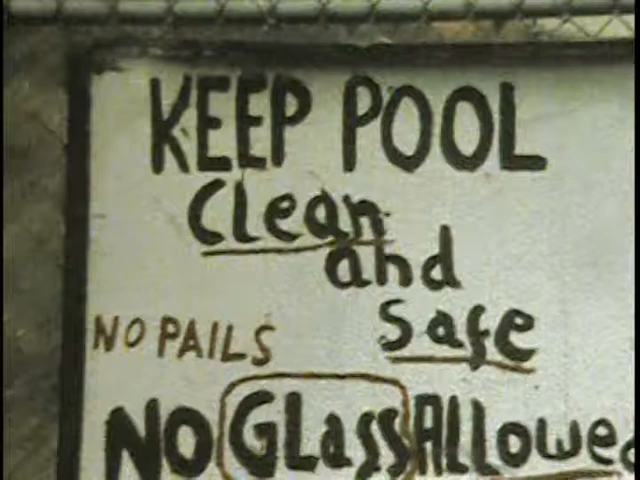 KEEP POOL
Clean
and
Safe
NO PAILS
NO GLass ALLowed